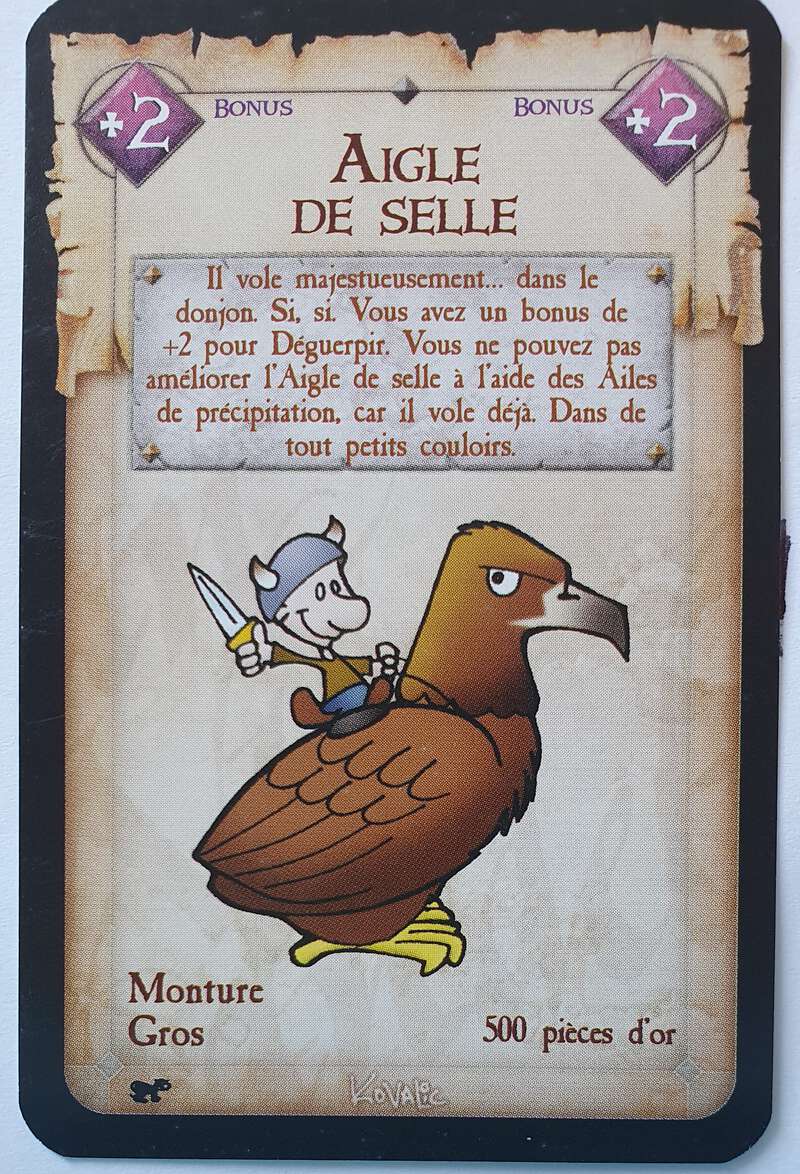 +2 BONUS BONUS +2
AIGLE
DE SELLE
Il vole majestueusement... dans le
donjon. Si, si. Vous avez un bonus de
+2 pour Déguerpir. Vous ne pouvez pas
améliorer l'Aigle de selle à l'aide des Ailes
de précipitation, car il vole déjà. Dans de
tout petits couloirs.
Monture
Gros
500 pièces d'or
KOVALIC